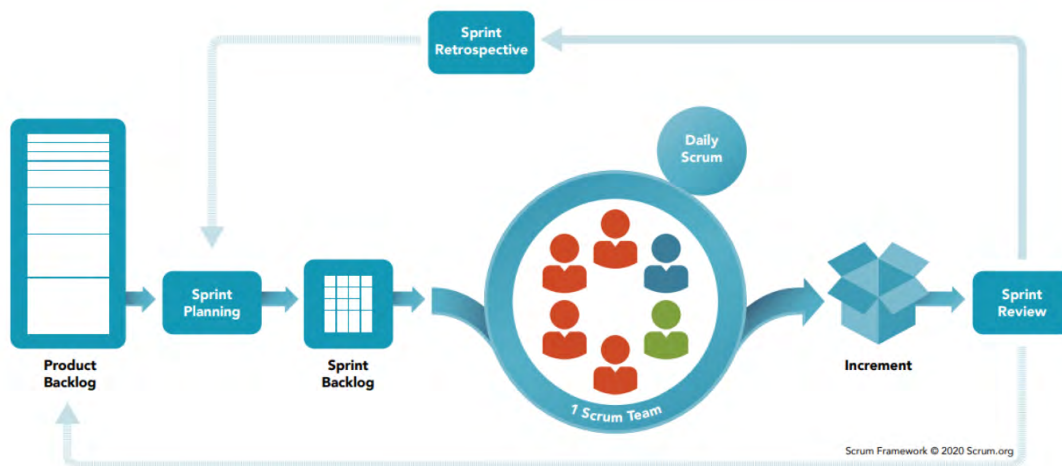 Sprint
Retrospective
Daily
Scrum
Sprint
Planning
Sprint
Review
Product
Backlog
Sprint
Backlog
Increment
1 Scrum Team
Scrum Framework © 2020 Scrum.org